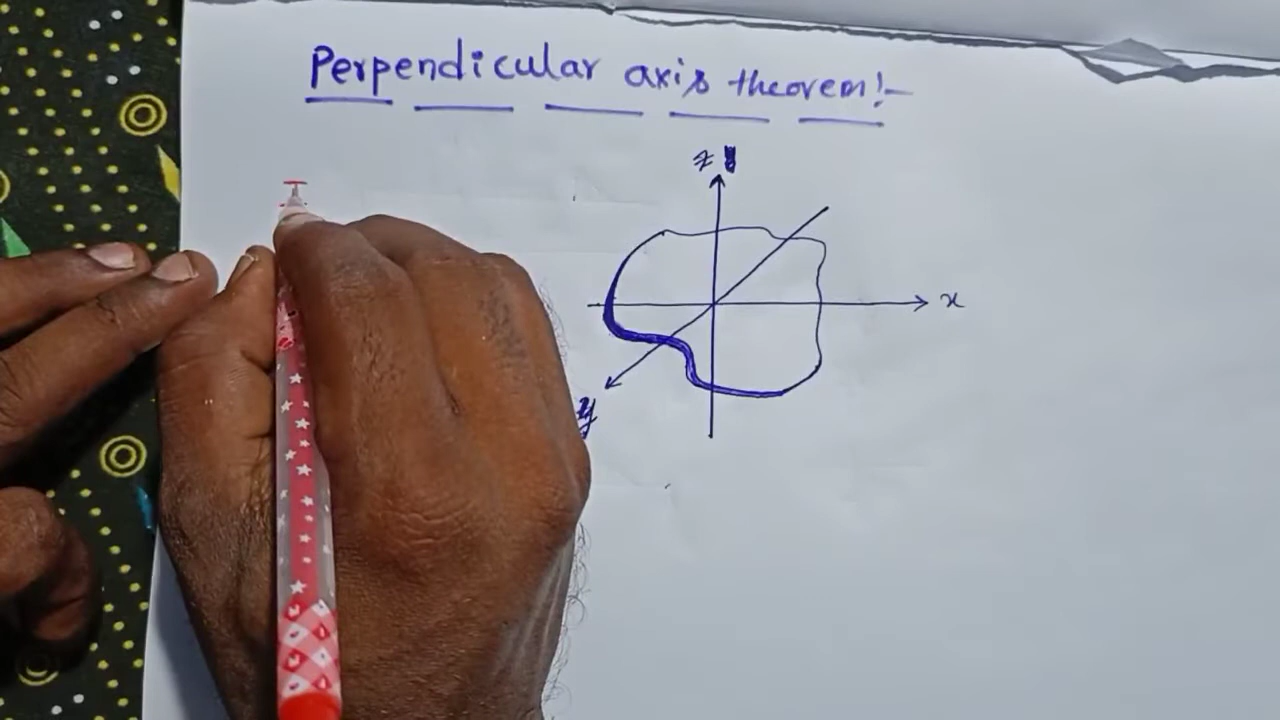 Perpendicular axis theorem:-
z
x
y
I